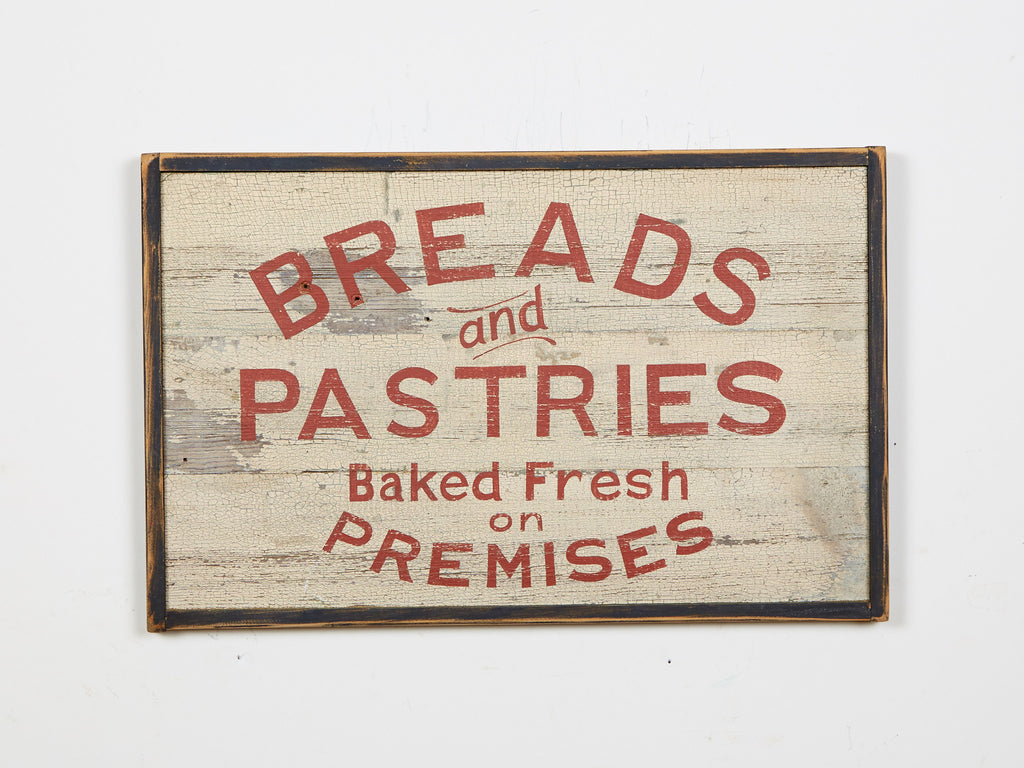 BREADS
and
PASTRIES
Baked Fresh
on
PREMISES